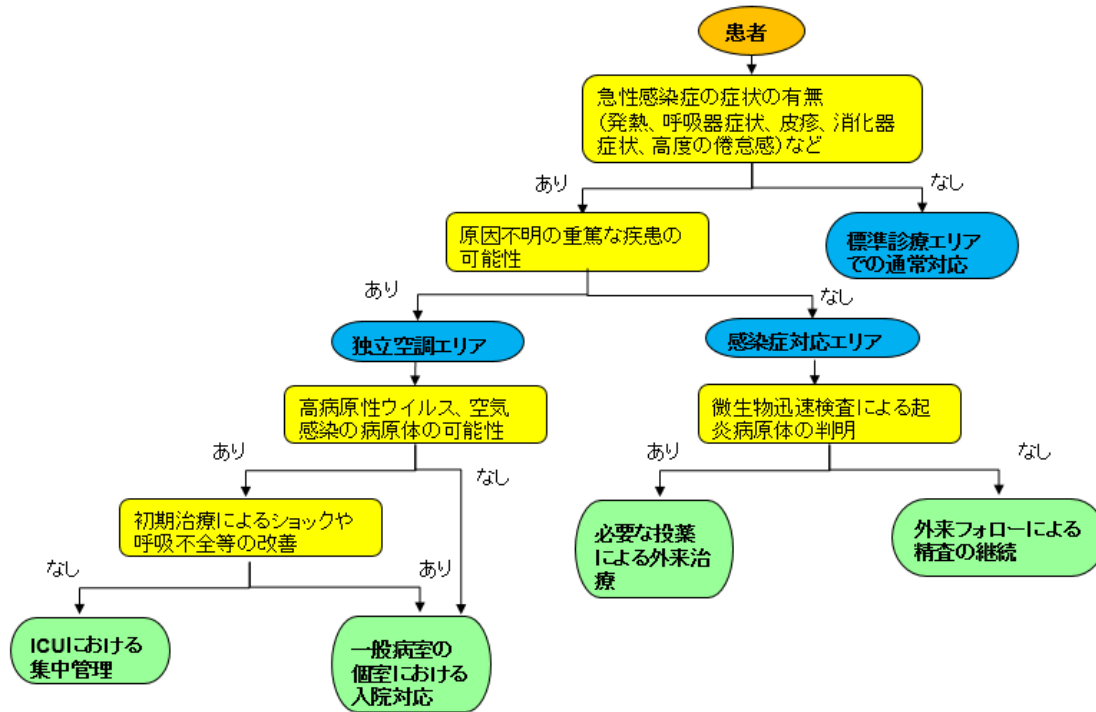 患者
急性感染症の症状の有無
(発熱、呼吸器症状、皮疹、消化器
症状、高度の倦怠感)など
あり
なし
原因不明の重篤な疾患の
可能性
標準診療エリア
での通常対応
あり
なし
独立空調エリア
感染症対応エリア
高病原性ウイルス、空気
感染の病原体の可能性
微生物迅速検査による起
炎病原体の判明
あり
なし
あり
なし
初期治療によるショックや
呼吸不全等の改善
必要な投薬
による外来治
療
外来フォローによる
精査の継続
なし
あり
ICUにおける
集中管理
一般病室の
個室における
入院対応